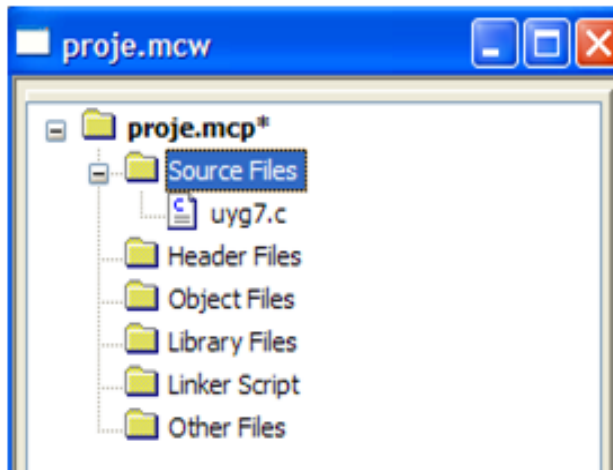 proje.mcw
proje.mcp*
Source Files
uyg7.c
Header Files
Object Files
Library Files
Linker Script
Other Files